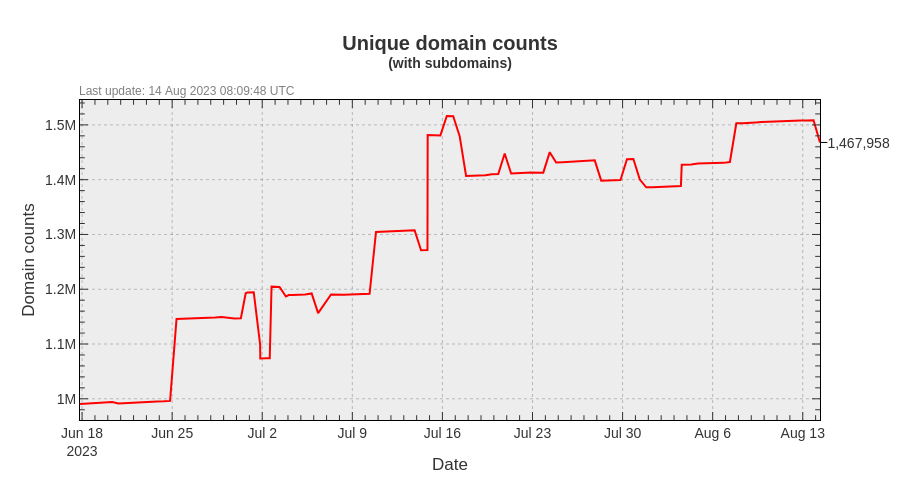 Unique domain counts
(with subdomains)
Last update: 14 Aug 2023 08:09:48 UTC
1.5M
1.4M
1.3M
1.2M
1.1M
1M
Domain counts
1,467,958
Jun 18
2023
Jun 25
Jul 2
Jul 9
Jul 16
Jul 23
Jul 30
Aug 6
Aug 13
Date